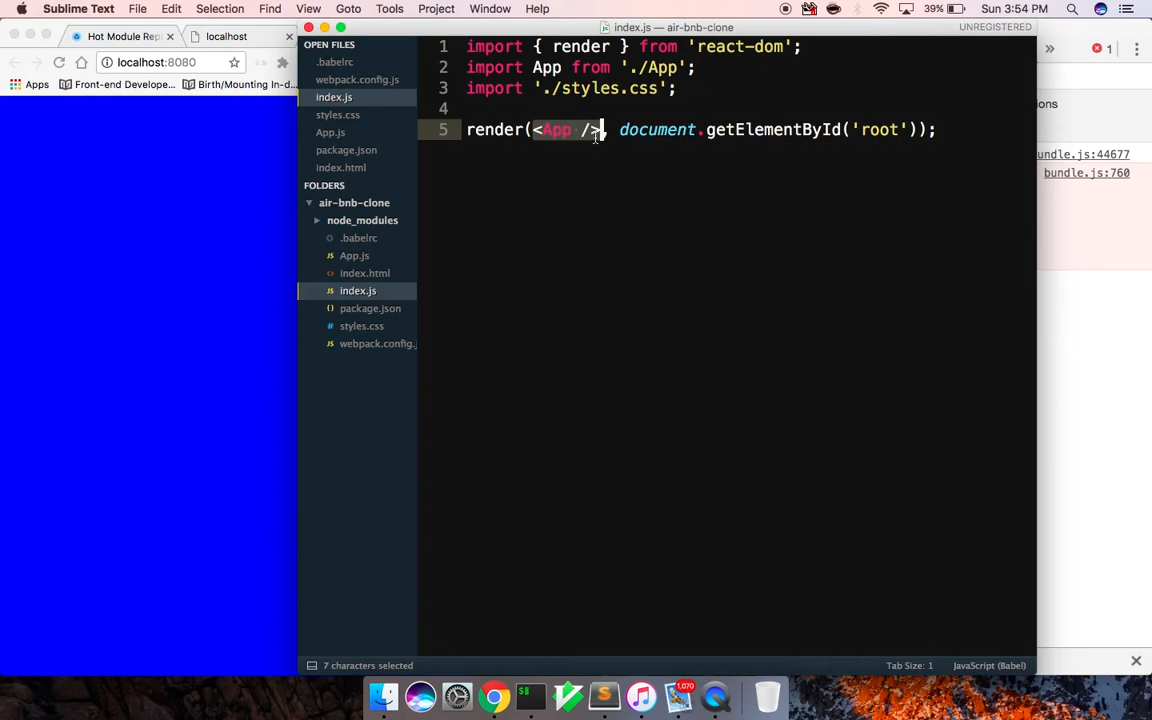 Sublime Text File Edit Selection Find View Goto Tools Project Window Help 39% Sun 3:54 PM
index.js — air-bnb-clone UNREGISTERED
Hot Module Rep localhost
localhost:8080
Apps Front-end Develope… Birth/Mounting In-d…
OPEN FILES
.babelrc
webpack.config.js
index.js
styles.css
App.js
package.json
index.html
FOLDERS
air-bnb-clone
node_modules
.babelrc
App.js
index.html
index.js
package.json
styles.css
webpack.config.j
1 import { render } from 'react-dom';
2 import App from './App';
3 import './styles.css';
4
5 render(<App />, document.getElementById('root'));
» 1
ions
undle.js:44677
bundle.js:760
7 characters selected Tab Size: 1 JavaScript (Babel)
1,070